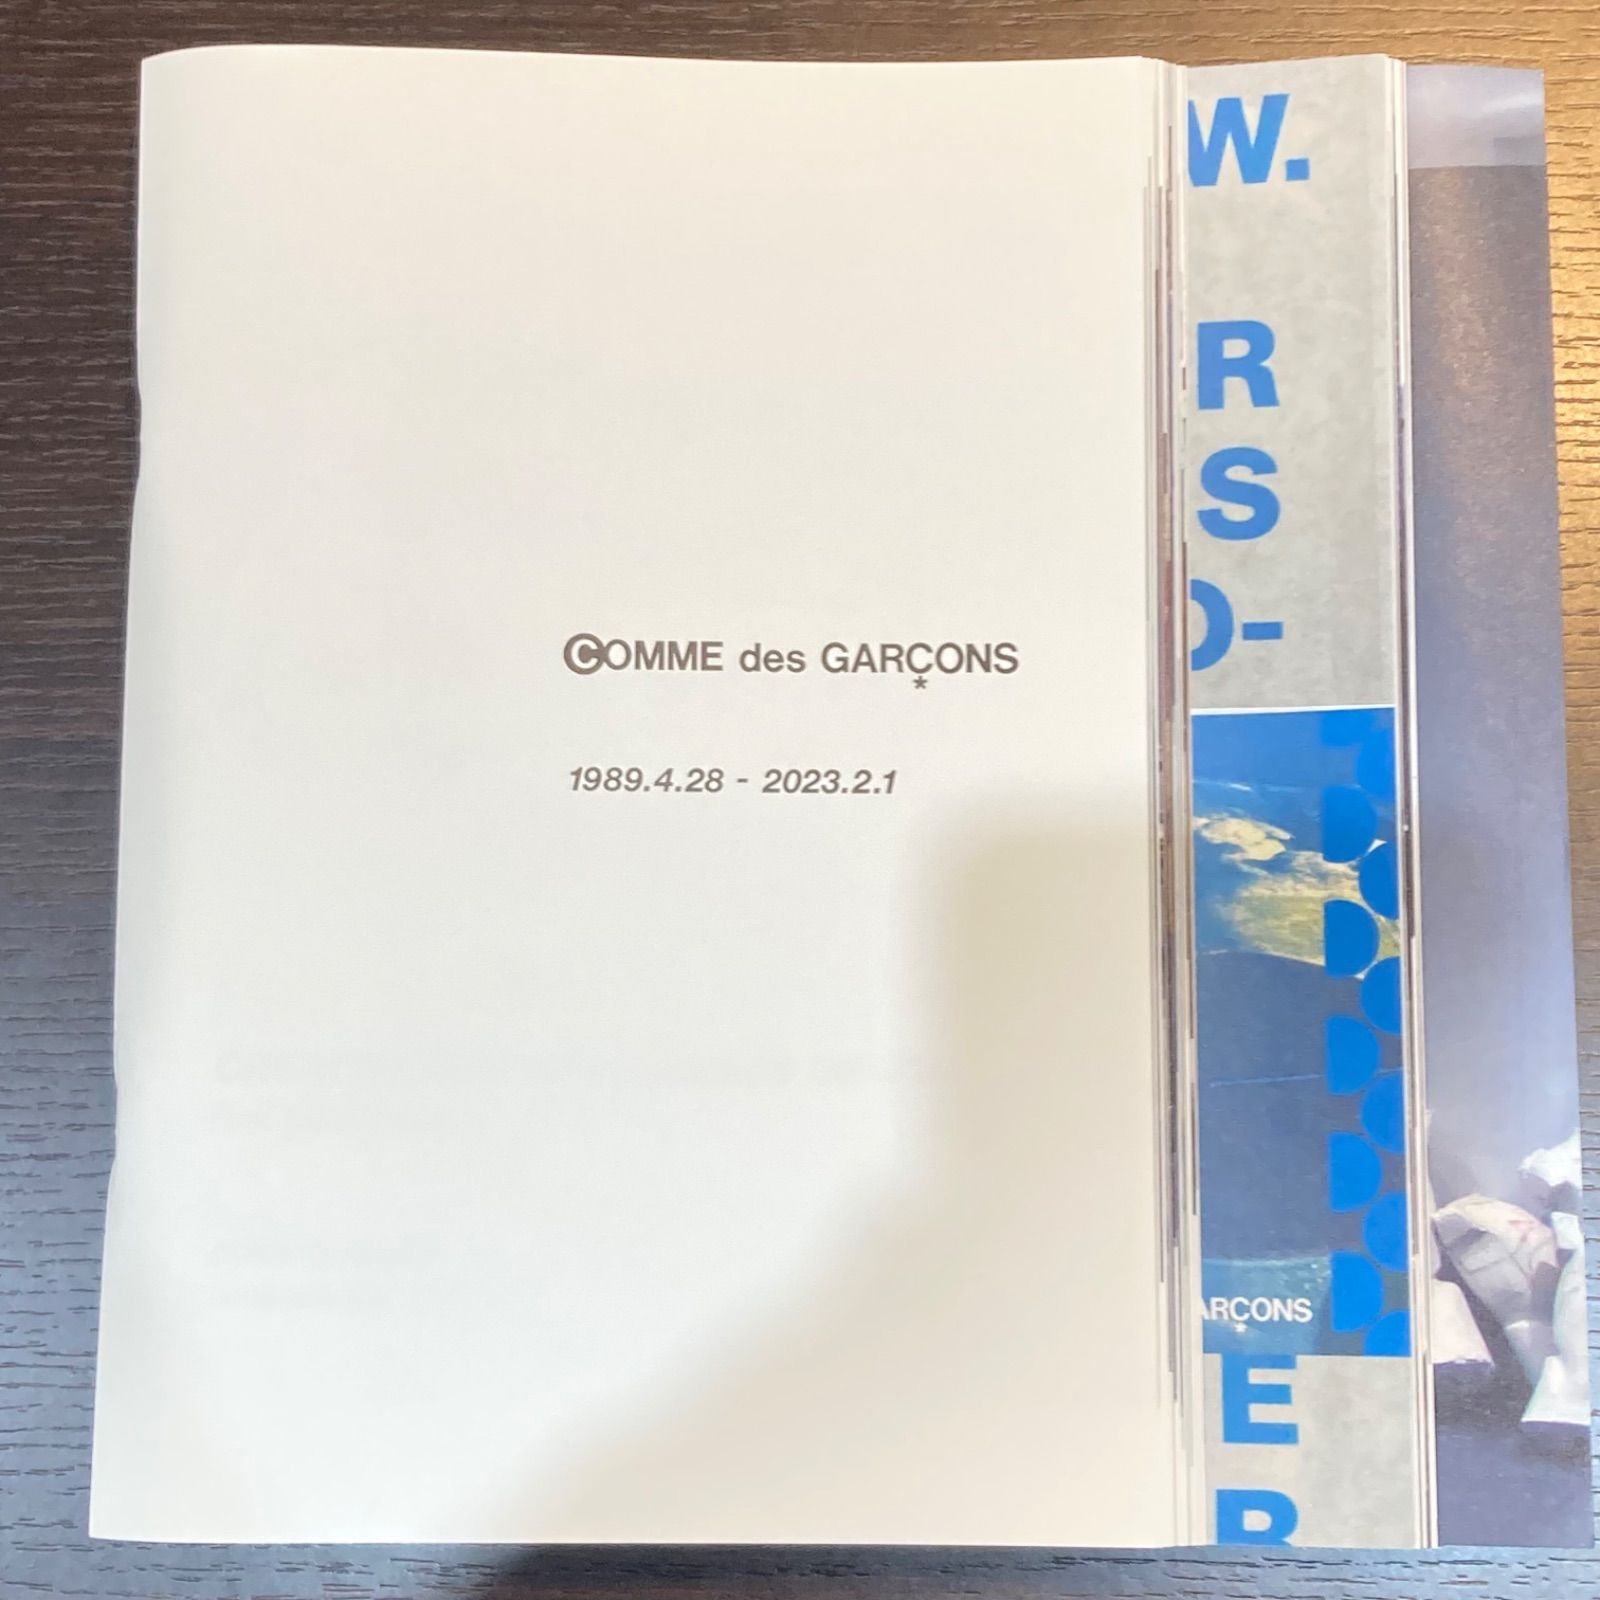 COMME des GARÇONS
*
1989.4.28 - 2023.2.1
W.
R
S
O-
ARÇONS
*
E
R